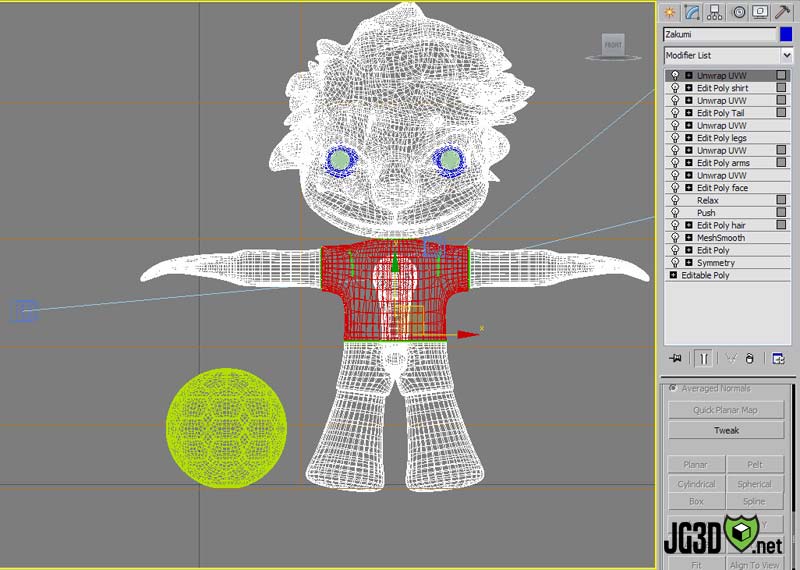 FRONT
Zakumi
Modifier List
Unwrap UVW
Edit Poly shirt
Unwrap UVW
Edit Poly Tail
Unwrap UVW
Edit Poly legs
Unwrap UVW
Edit Poly arms
Unwrap UVW
Edit Poly face
Relax
Push
Edit Poly hair
MeshSmooth
Edit Poly
Symmetry
Editable Poly
x
Averaged Normals
Quick Planar Map
Tweak
Planar Pelt
Cylindrical Spherical
Box Spline
JG3D .net
Fit Align To View